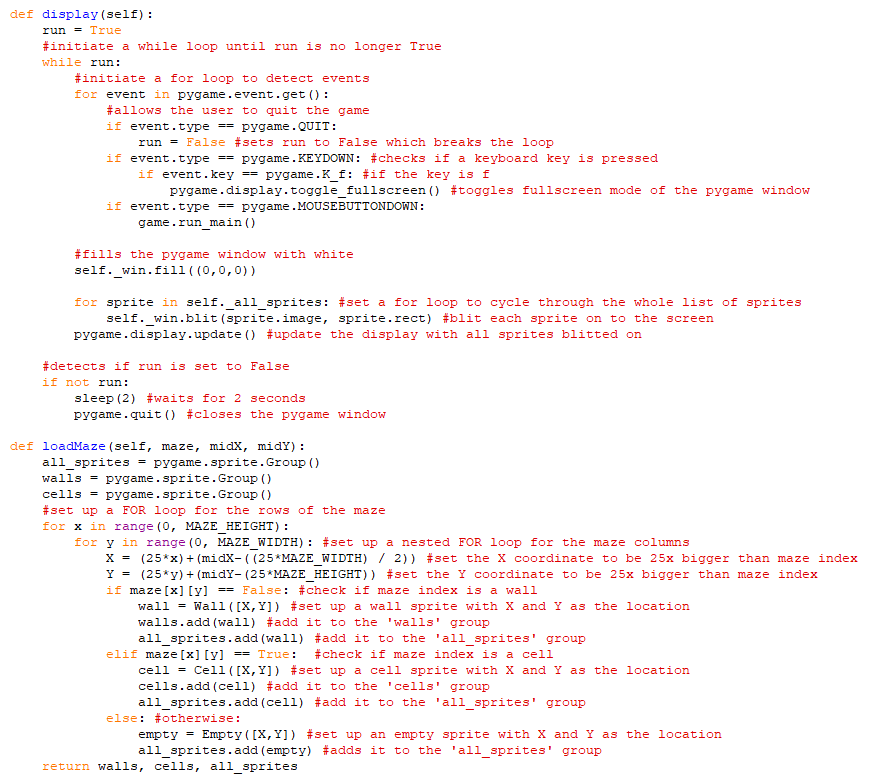 def display(self):
    run = True
    #initiate a while loop until run is no longer True
    while run:
        #initiate a for loop to detect events
        for event in pygame.event.get():
            #allows the user to quit the game
            if event.type == pygame.QUIT:
                run = False #sets run to False which breaks the loop
            if event.type == pygame.KEYDOWN: #checks if a keyboard key is pressed
                if event.key == pygame.K_f: #if the key is f
                    pygame.display.toggle_fullscreen() #toggles fullscreen mode of the pygame window
            if event.type == pygame.MOUSEBUTTONDOWN:
                game.run_main()

        #fills the pygame window with white
        self._win.fill((0,0,0))

        for sprite in self._all_sprites: #set a for loop to cycle through the whole list of sprites
            self._win.blit(sprite.image, sprite.rect) #blit each sprite on to the screen
        pygame.display.update() #update the display with all sprites blitted on

    #detects if run is set to False
    if not run:
        sleep(2) #waits for 2 seconds
        pygame.quit() #closes the pygame window

def loadMaze(self, maze, midX, midY):
    all_sprites = pygame.sprite.Group()
    walls = pygame.sprite.Group()
    cells = pygame.sprite.Group()
    #set up a FOR loop for the rows of the maze
    for x in range(0, MAZE_HEIGHT):
        for y in range(0, MAZE_WIDTH): #set up a nested FOR loop for the maze columns
            X = (25*x)+(midX-((25*MAZE_WIDTH) / 2)) #set the X coordinate to be 25x bigger than maze index
            Y = (25*y)+(midY-(25*MAZE_HEIGHT)) #set the Y coordinate to be 25x bigger than maze index
            if maze[x][y] == False: #check if maze index is a wall
                wall = Wall([X,Y]) #set up a wall sprite with X and Y as the location
                walls.add(wall) #add it to the 'walls' group
                all_sprites.add(wall) #add it to the 'all_sprites' group
            elif maze[x][y] == True:  #check if maze index is a cell
                cell = Cell([X,Y]) #set up a cell sprite with X and Y as the location
                cells.add(cell) #add it to the 'cells' group
                all_sprites.add(cell) #add it to the 'all_sprites' group
            else: #otherwise:
                empty = Empty([X,Y]) #set up an empty sprite with X and Y as the location
                all_sprites.add(empty) #adds it to the 'all_sprites' group
    return walls, cells, all_sprites